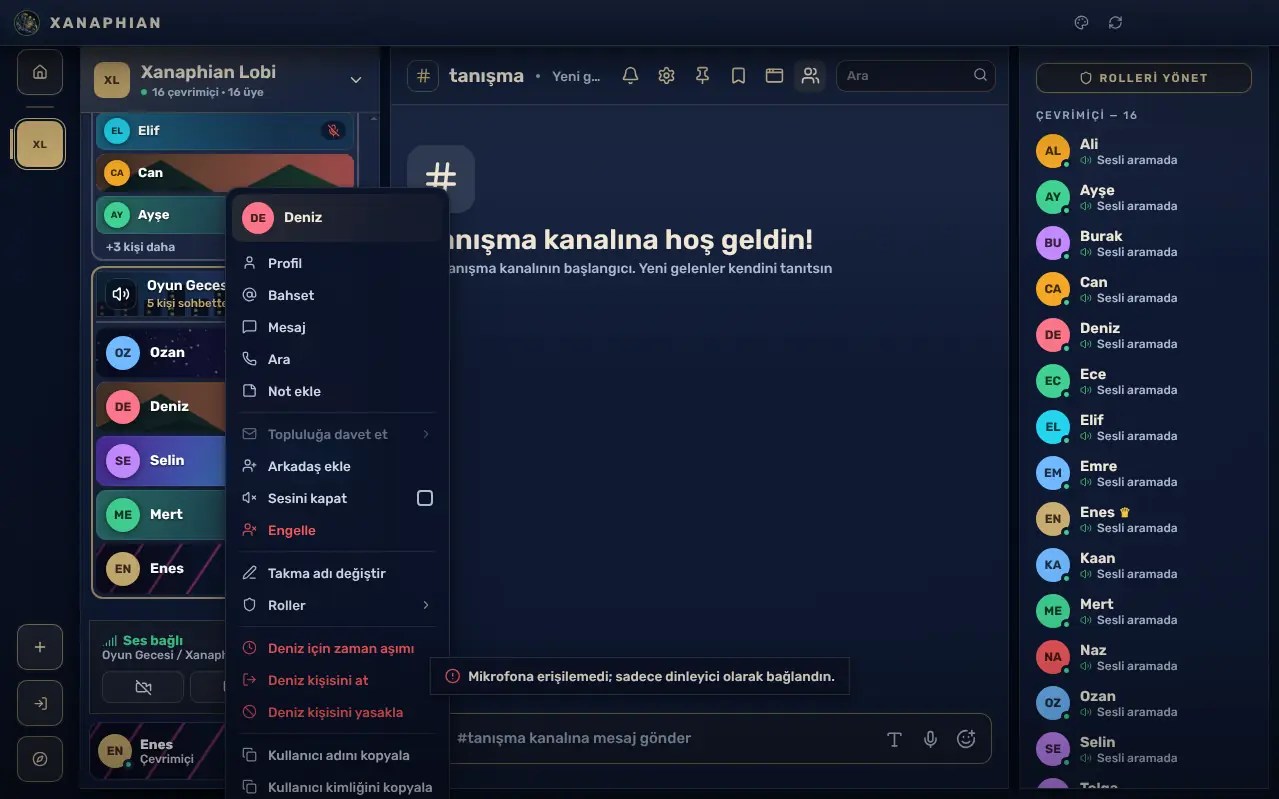 XANAPHIAN
XL
Xanaphian Lobi
16 çevrimiçi · 16 üye
XL
EL
Elif
CA
Can
AY
Ayşe
+3 kişi daha
Oyun Geces
5 kişi sohbette
OZ
Ozan
DE
Deniz
SE
Selin
ME
Mert
EN
Enes
Ses bağlı
Oyun Gecesi / Xanaph
EN
Enes
Çevrimiçi
DE
Deniz
Profil
Bahset
Mesaj
Ara
Not ekle
Topluluğa davet et
Arkadaş ekle
Sesini kapat
Engelle
Takma adı değiştir
Roller
Deniz için zaman aşımı
Deniz kişisini at
Deniz kişisini yasakla
Kullanıcı adını kopyala
Kullanıcı kimliğini kopyala
# tanışma • Yeni g...
Ara
#
anışma kanalına hoş geldin!
anışma kanalının başlangıcı. Yeni gelenler kendini tanıtsın
Mikrofona erişilemedi; sadece dinleyici olarak bağlandın.
#tanışma kanalına mesaj gönder
ROLLERİ YÖNET
ÇEVRİMİÇİ — 16
AL
Ali
Sesli aramada
AY
Ayşe
Sesli aramada
BU
Burak
Sesli aramada
CA
Can
Sesli aramada
DE
Deniz
Sesli aramada
EC
Ece
Sesli aramada
EL
Elif
Sesli aramada
EM
Emre
Sesli aramada
EN
Enes
Sesli aramada
KA
Kaan
Sesli aramada
ME
Mert
Sesli aramada
NA
Naz
Sesli aramada
OZ
Ozan
Sesli aramada
SE
Selin
Sesli aramada